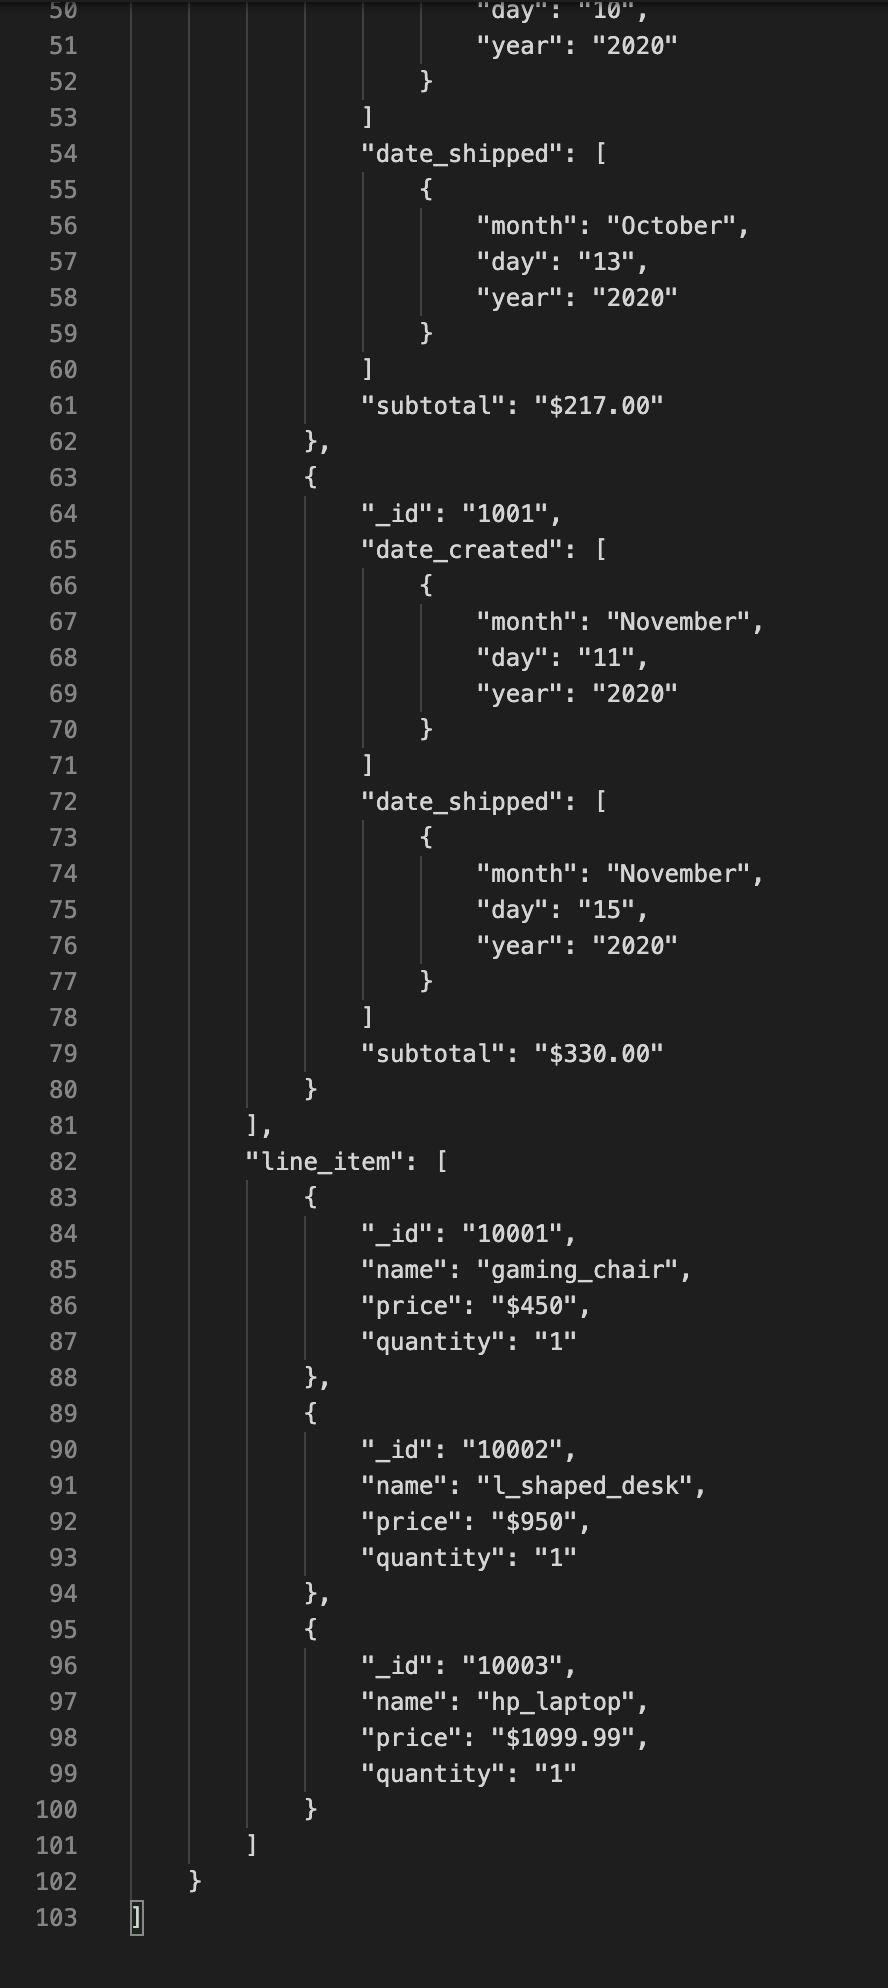 50 "day": "10",
51 "year": "2020"
52 }
53 ]
54 "date_shipped": [
55 {
56 "month": "October",
57 "day": "13",
58 "year": "2020"
59 }
60 ]
61 "subtotal": "$217.00"
62 },
63 {
64 "_id": "1001",
65 "date_created": [
66 {
67 "month": "November",
68 "day": "11",
69 "year": "2020"
70 }
71 ]
72 "date_shipped": [
73 {
74 "month": "November",
75 "day": "15",
76 "year": "2020"
77 }
78 ]
79 "subtotal": "$330.00"
80 }
81 ],
82 "line_item": [
83 {
84 "_id": "10001",
85 "name": "gaming_chair",
86 "price": "$450",
87 "quantity": "1"
88 },
89 {
90 "_id": "10002",
91 "name": "l_shaped_desk",
92 "price": "$950",
93 "quantity": "1"
94 },
95 {
96 "_id": "10003",
97 "name": "hp_laptop",
98 "price": "$1099.99",
99 "quantity": "1"
100 }
101 ]
102 }
103 ]